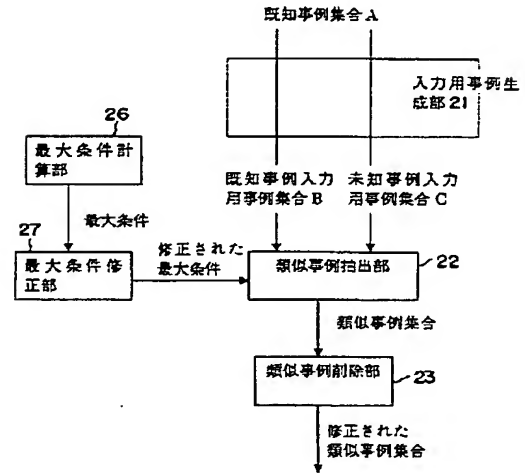 既知事例集合A
入力用事例生
成部21
26
最大条件計
算部
既知事例入力
用事例集合B
未知事例入力
用事例集合C
最大条件
27
最大条件修
正部
修正された
最大条件
類似事例抽出部
22
類似事例集合
類似事例削除部
23
修正された
類似事例集合